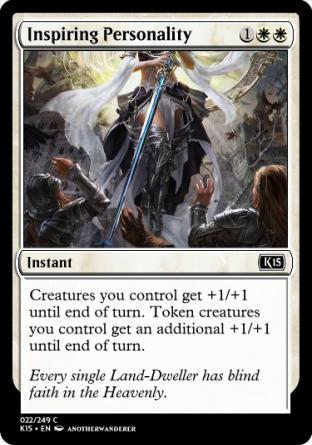 Inspiring Personality 1
Instant K15
Creatures you control get +1/+1
until end of turn. Token creatures
you control get an additional +1/+1
until end of turn.
Every single Land-Dweller has blind
faith in the Heavenly.
022/249 C
K15 • EN ANOTHERWANDERER